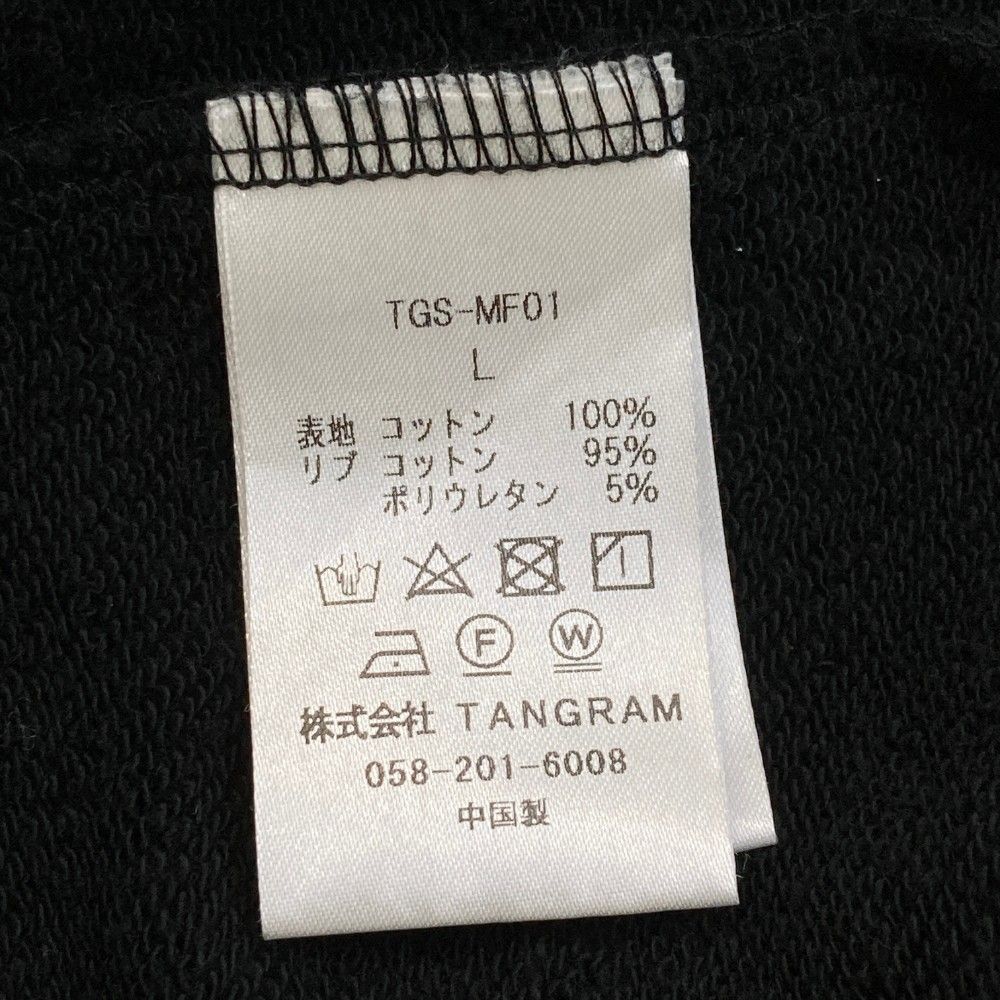 TGS-MF01
L
表地 コットン 100%
リブ コットン 95%
ポリウレタン 5%
F W
株式会社 TANGRAM
058-201-6008
中国製